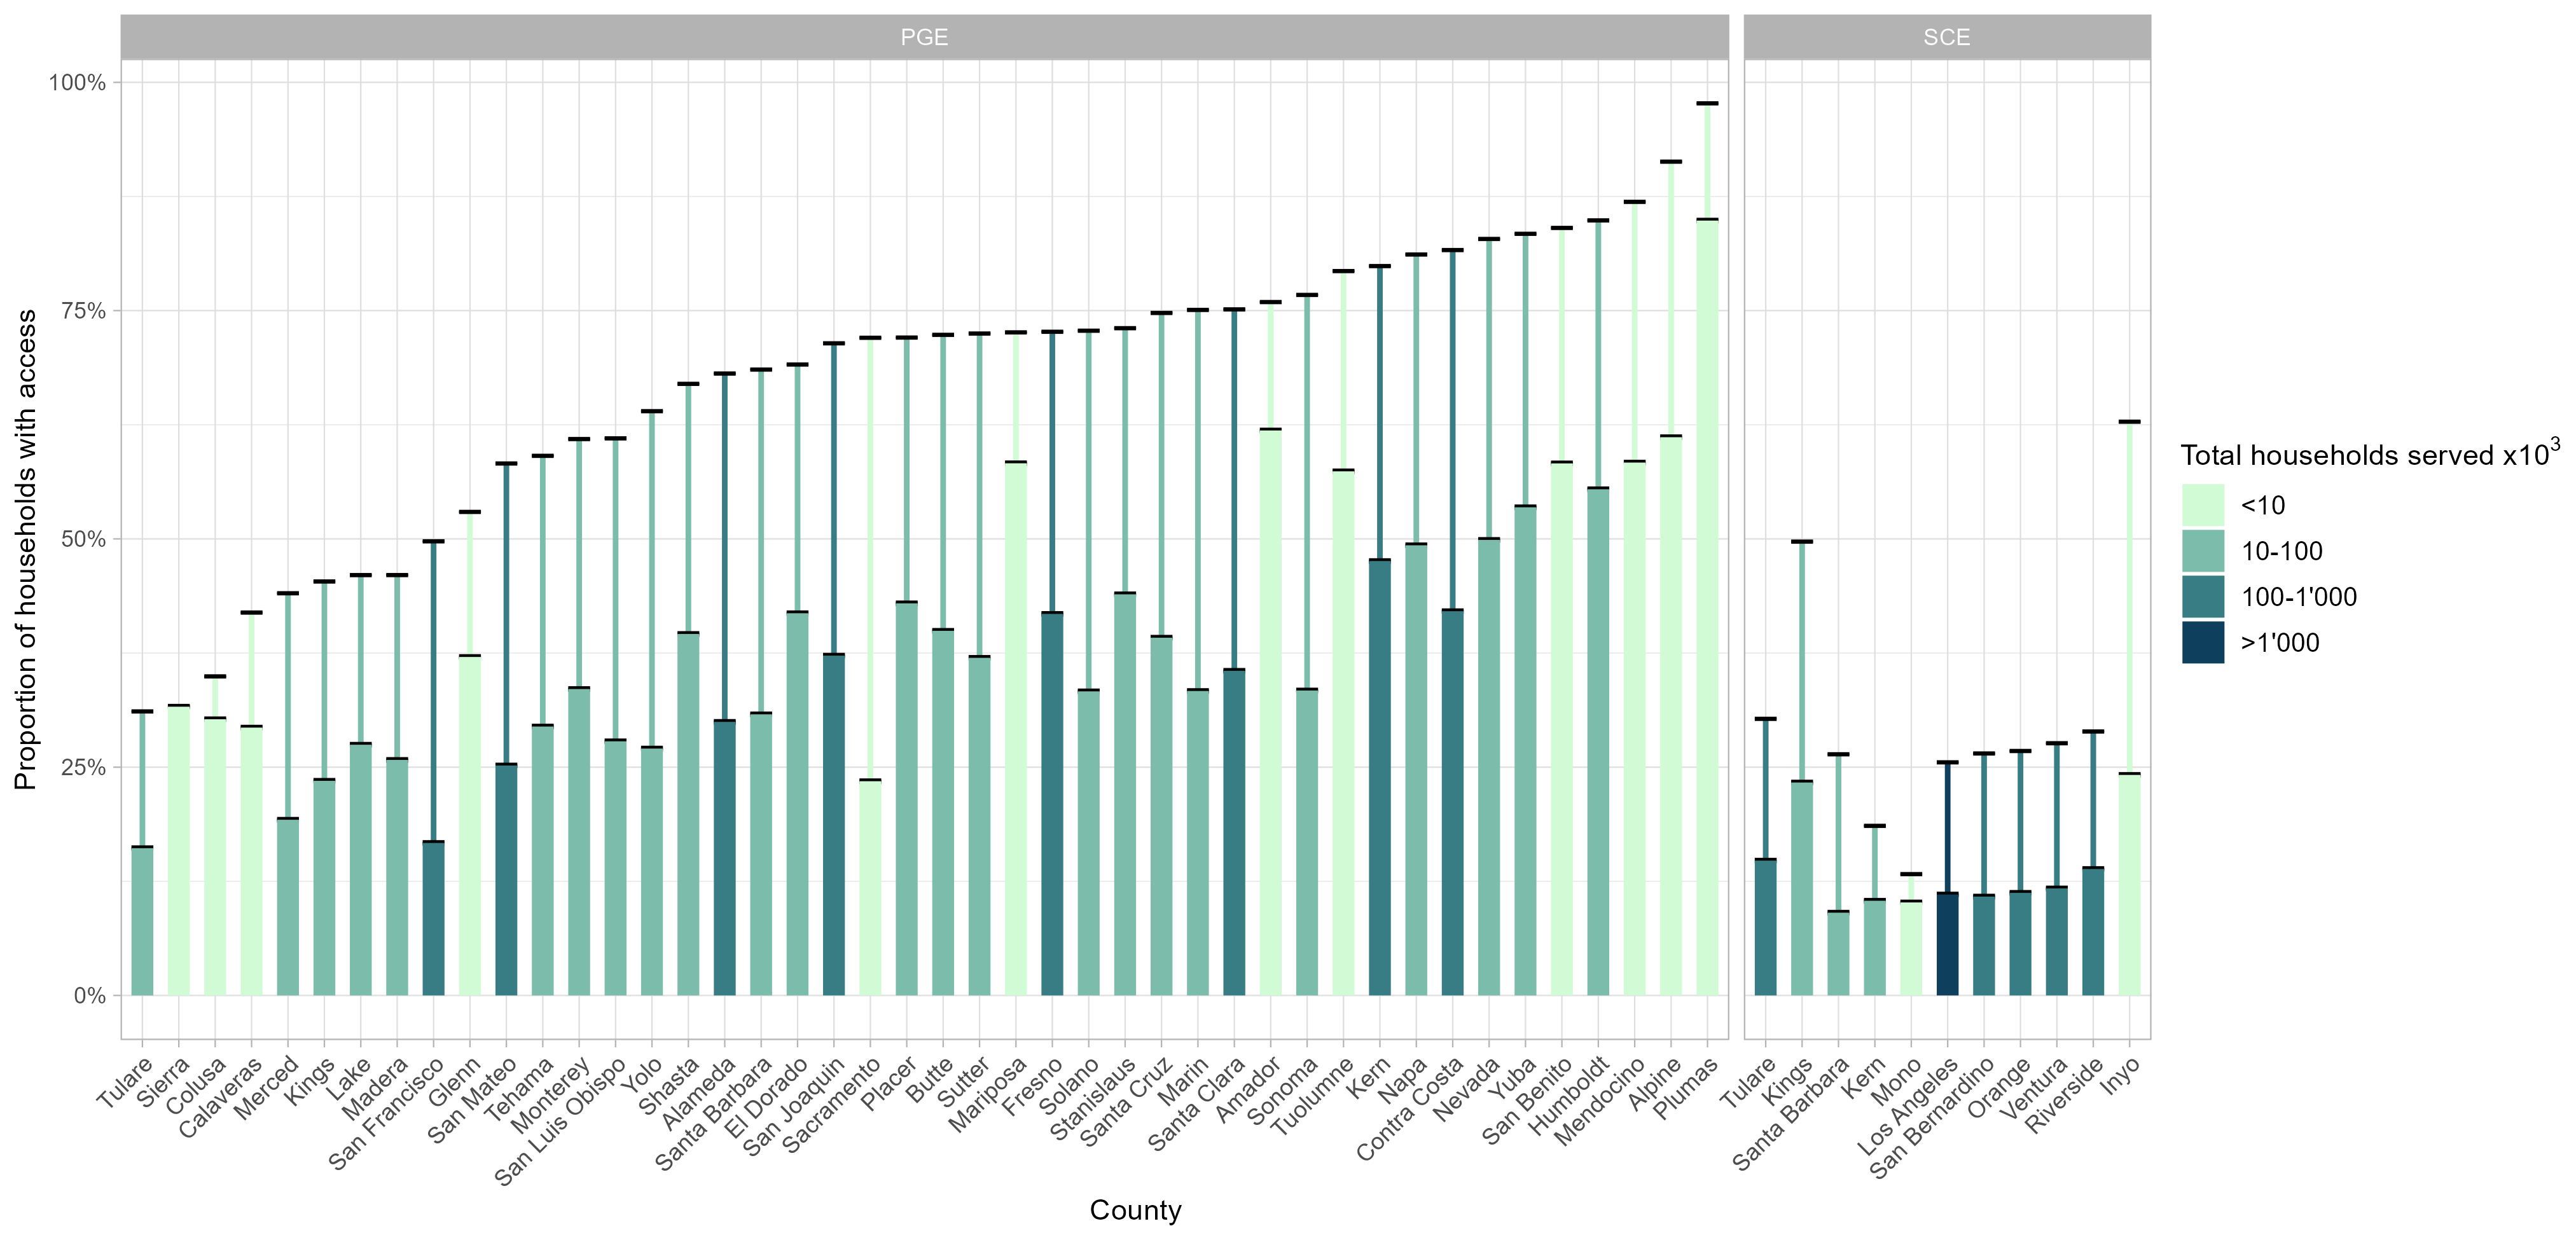 PGE
SCE
100%
75%
50%
25%
0%
Proportion of households with access
Tulare
Sierra
Colusa
Calaveras
Merced
Kings
Lake
Madera
San Francisco
Glenn
San Mateo
Tehama
Monterey
San Luis Obispo
Yolo
Shasta
Alameda
Santa Barbara
El Dorado
San Joaquin
Sacramento
Placer
Butte
Sutter
Mariposa
Fresno
Solano
Stanislaus
Santa Cruz
Marin
Santa Clara
Amador
Sonoma
Tuolumne
Kern
Napa
Contra Costa
Nevada
Yuba
San Benito
Humboldt
Mendocino
Alpine
Plumas
Tulare
Kings
Santa Barbara
Kern
Mono
Los Angeles
San Bernardino
Orange
Ventura
Riverside
Inyo
County
Total households served x10³
<10
10-100
100-1'000
>1'000